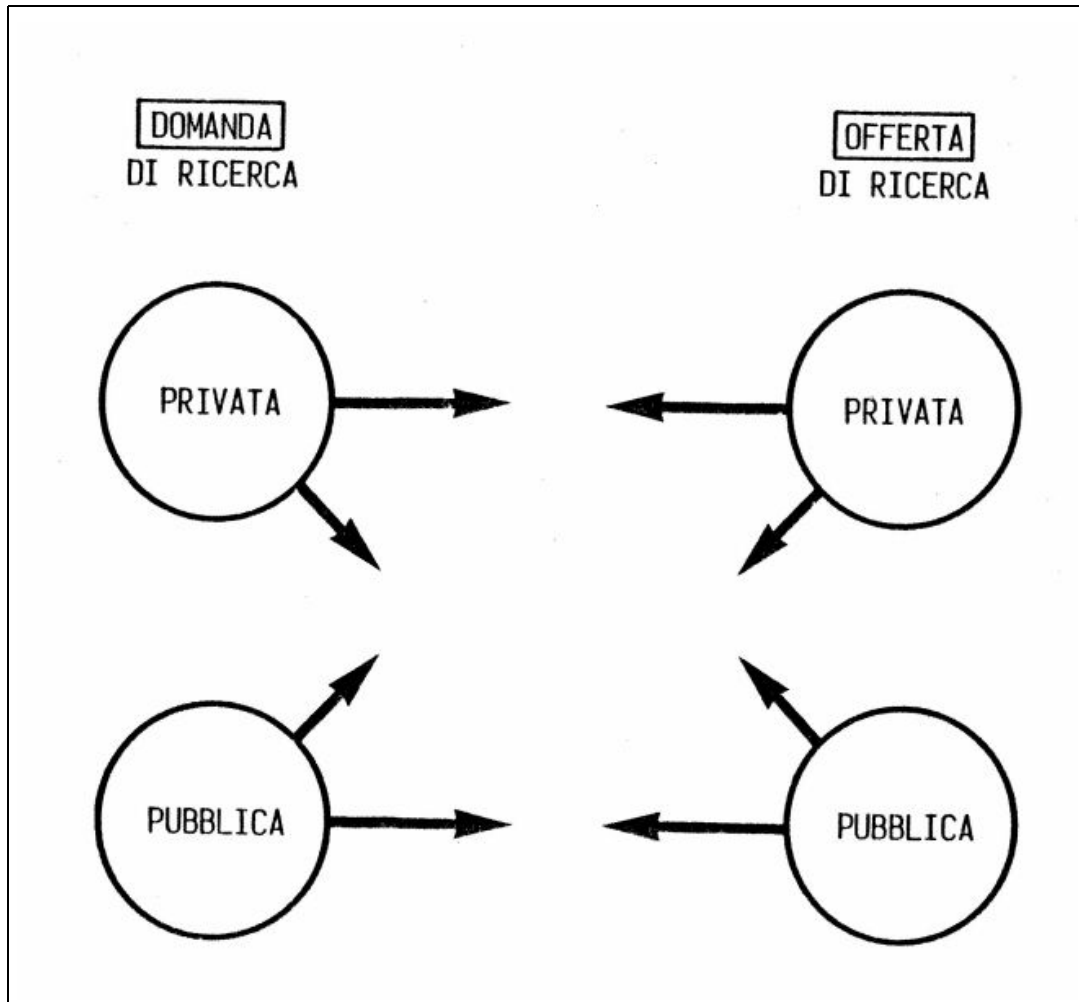 DOMANDA
DI RICERCA
OFFERTA
DI RICERCA
PRIVATA
PRIVATA
PUBBLICA
PUBBLICA